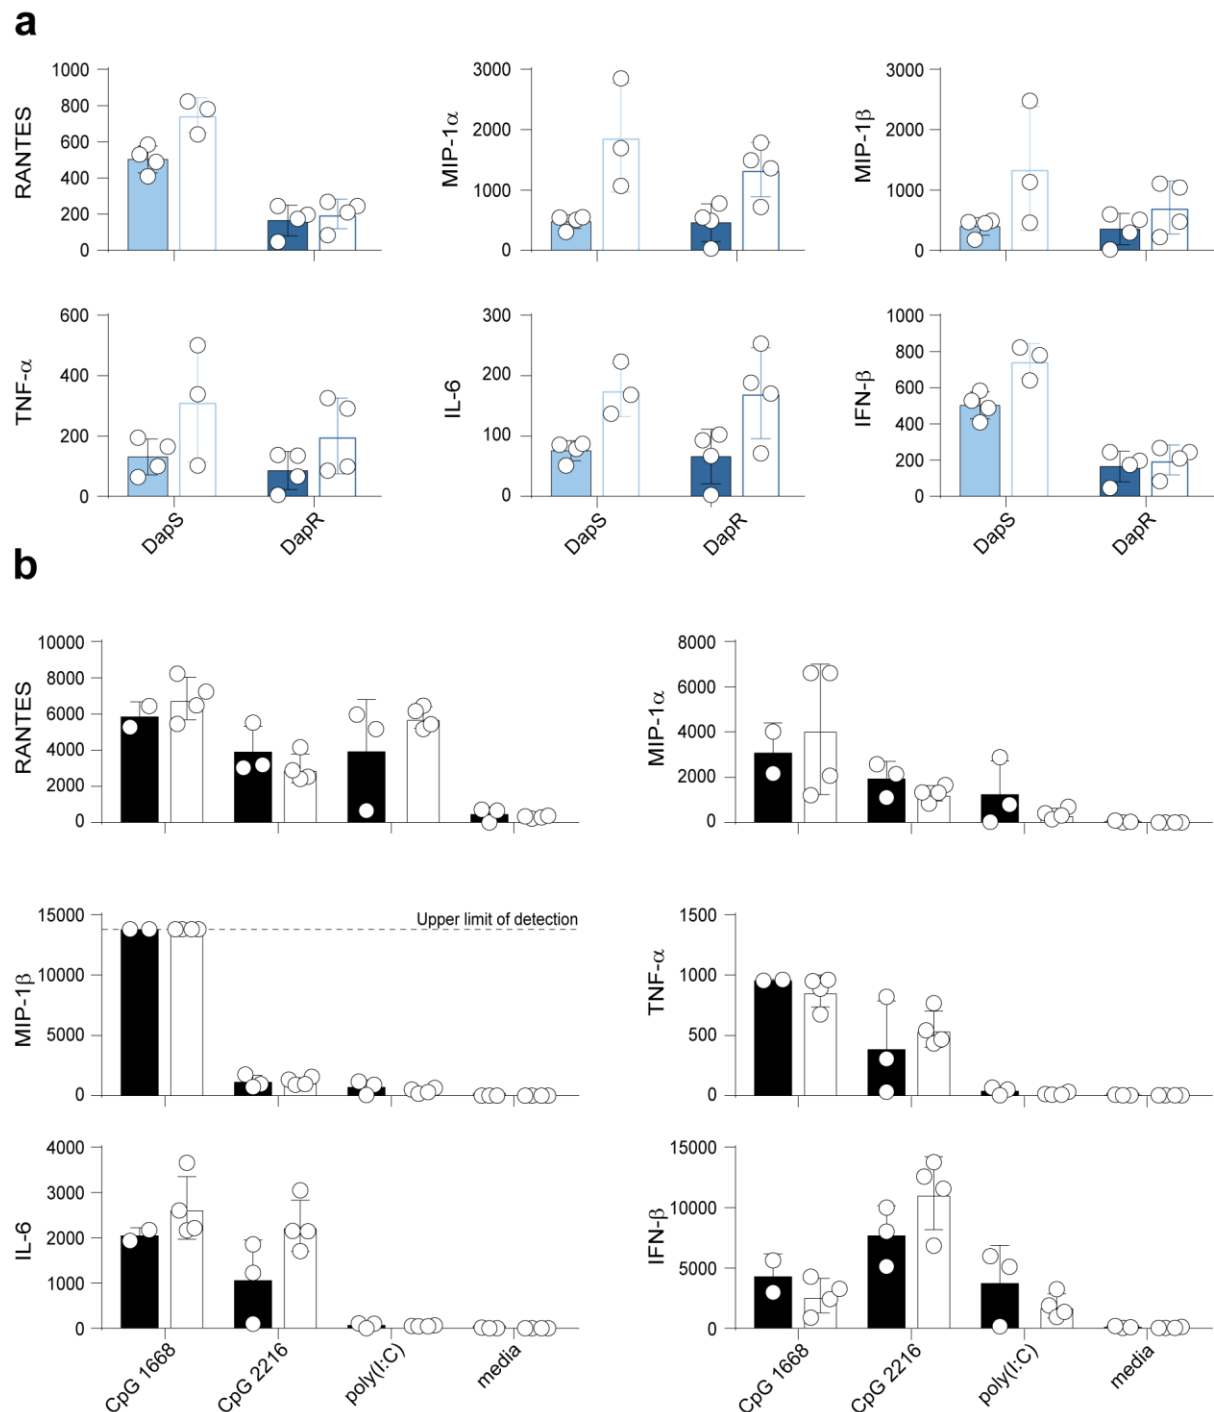 a
RANTES
1000
800
600
400
200
0
MIP-1α
3000
2000
1000
0
MIP-1β
3000
2000
1000
0
TNF-α
600
400
200
0
DapS
DapR
IL-6
300
200
100
0
DapS
DapR
IFN-β
1000
800
600
400
200
0
DapS
DapR
b
RANTES
10000
8000
6000
4000
2000
0
MIP-1α
8000
6000
4000
2000
0
MIP-1β
15000
10000
5000
0
Upper limit of detection
TNF-α
1500
1000
500
0
IL-6
4000
3000
2000
1000
0
CpG 1668
CpG 2216
poly(I:C)
media
IFN-β
15000
10000
5000
0
CpG 1668
CpG 2216
poly(I:C)
media